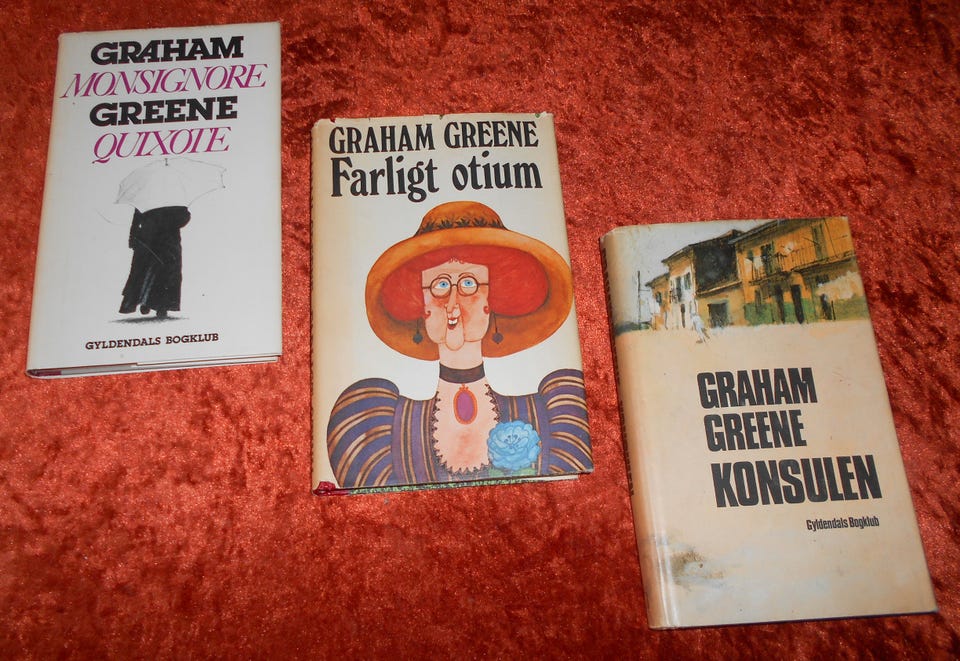 GRAHAM
MONSIGNORE
GREENE
QUIXOTE
GYLDENDALS BOGKLUB
GRAHAM GREENE
Farligt otium
GRAHAM
GREENE
KONSULEN
Gyldendals Bogklub